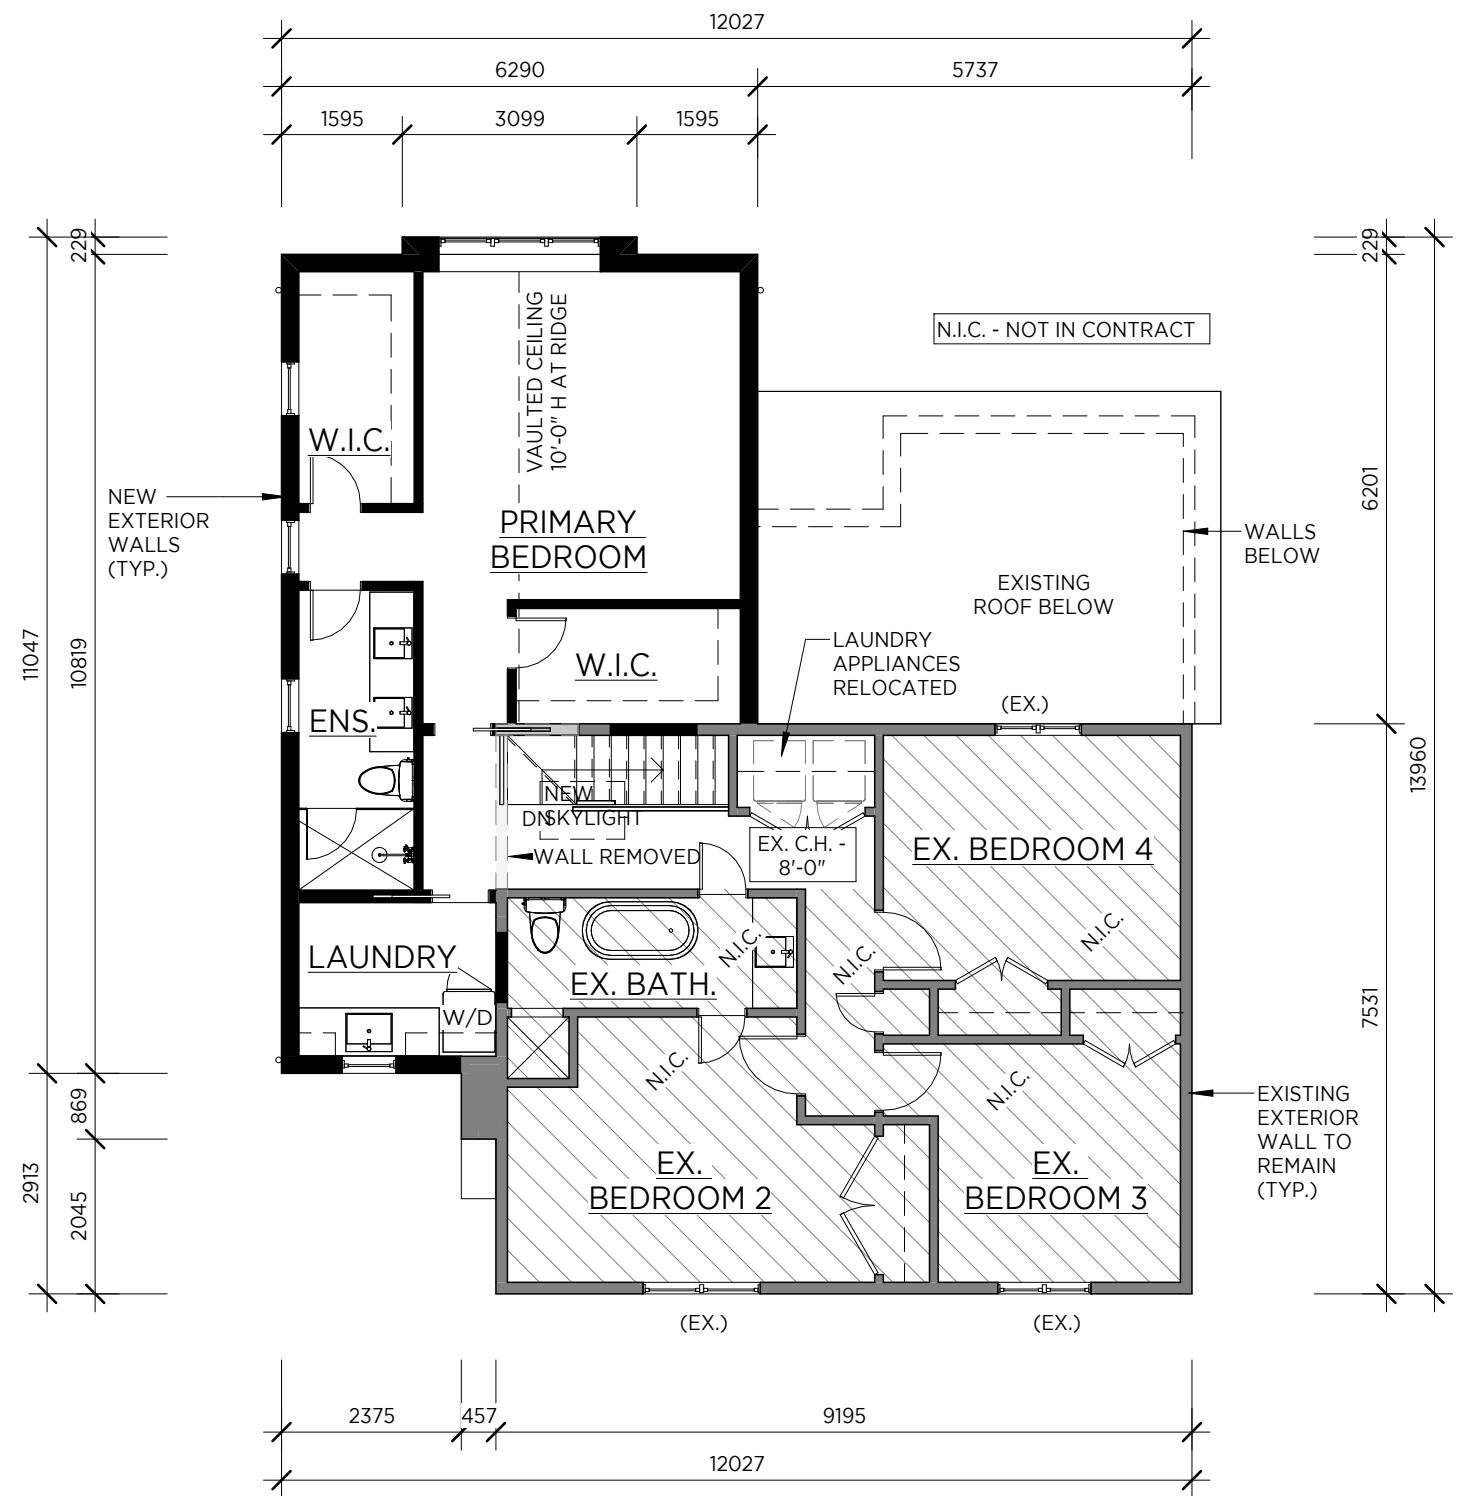 12027
6290
5737
1595
3099
1595
229
229
VAULTED CEILING
10'-0" H AT RIDGE
N.I.C. - NOT IN CONTRACT
W.I.C.
NEW
EXTERIOR
WALLS
(TYP.)
PRIMARY
BEDROOM
WALLS
BELOW
EXISTING
ROOF BELOW
6201
11047
10819
W.I.C.
LAUNDRY
APPLIANCES
RELOCATED
(EX.)
ENS.
13960
NEW
SKYLIGHT
DN
WALL REMOVED
EX. C.H. -
8'-0"
EX. BEDROOM 4
N.I.C.
N.I.C.
N.I.C.
LAUNDRY
EX. BATH.
W/D
7531
N.I.C.
N.I.C.
869
EXISTING
EXTERIOR
WALL TO
REMAIN
(TYP.)
2913
2045
EX.
BEDROOM 2
EX.
BEDROOM 3
(EX.)
(EX.)
2375
457
9195
12027